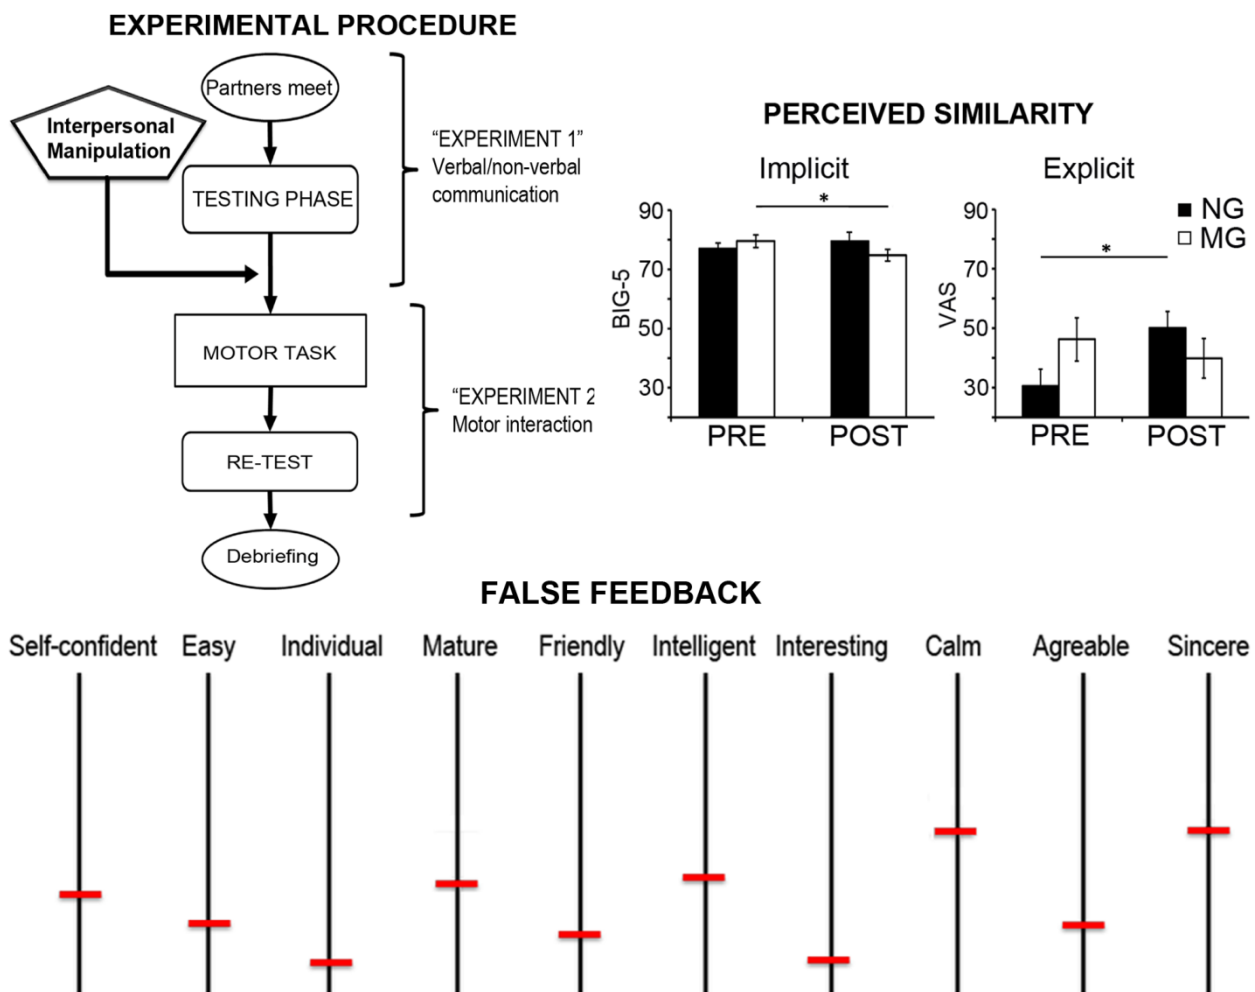 EXPERIMENTAL PROCEDURE
Partners meet
Interpersonal
Manipulation
TESTING PHASE
"EXPERIMENT 1"
Verbal/non-verbal
communication
MOTOR TASK
RE-TEST
"EXPERIMENT 2
Motor interaction
Debriefing
PERCEIVED SIMILARITY
Implicit
*
90
70
50
30
BIG-5
PRE
POST
Explicit
NG
MG
*
90
70
50
30
VAS
PRE
POST
FALSE FEEDBACK
Self-confident Easy Individual Mature Friendly Intelligent Interesting Calm Agreable Sincere